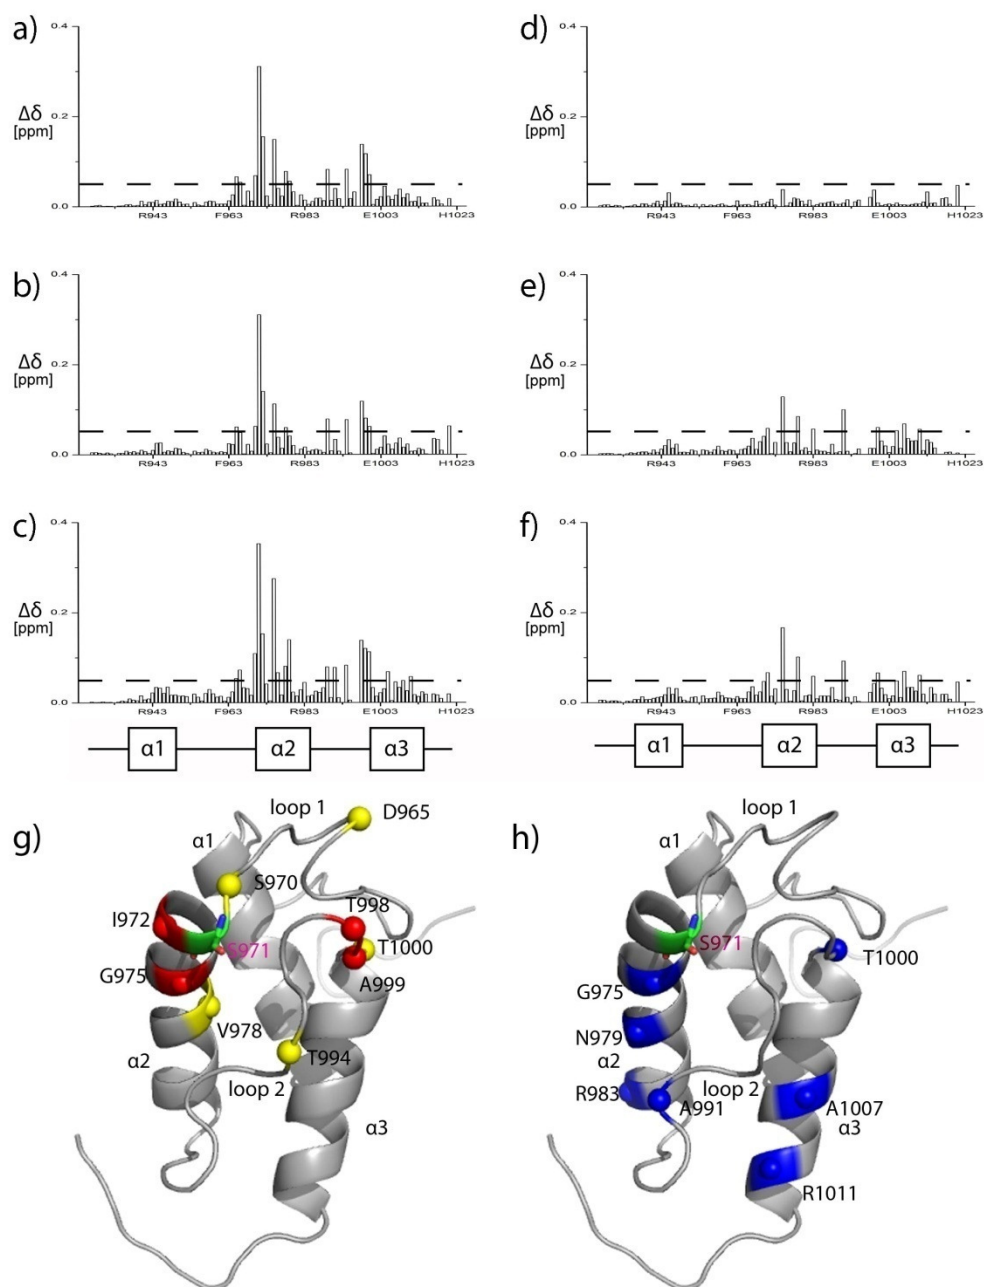 a)
0.4
0.2
0.0
Δδ
[ppm]
R943 F963 R983 E1003 H1023
d)
0.4
0.2
0.0
Δδ
[ppm]
R943 F963 R983 E1003 H1023
b)
0.4
0.2
0.0
Δδ
[ppm]
R943 F963 R983 E1003 H1023
e)
0.4
0.2
0.0
Δδ
[ppm]
R943 F963 R983 E1003 H1023
c)
0.4
0.2
0.0
Δδ
[ppm]
R943 F963 R983 E1003 H1023
f)
0.4
0.2
0.0
Δδ
[ppm]
R943 F963 R983 E1003 H1023
α1 α2 α3
α1 α2 α3
g)
loop 1
D965
α1
S970
T998
I972
S971
T1000
G975
A999
V978
T994
α2
loop 2
α3
h)
loop 1
α1
S971
T1000
G975
N979
α2
loop 2
R983
A991
A1007
α3
R1011